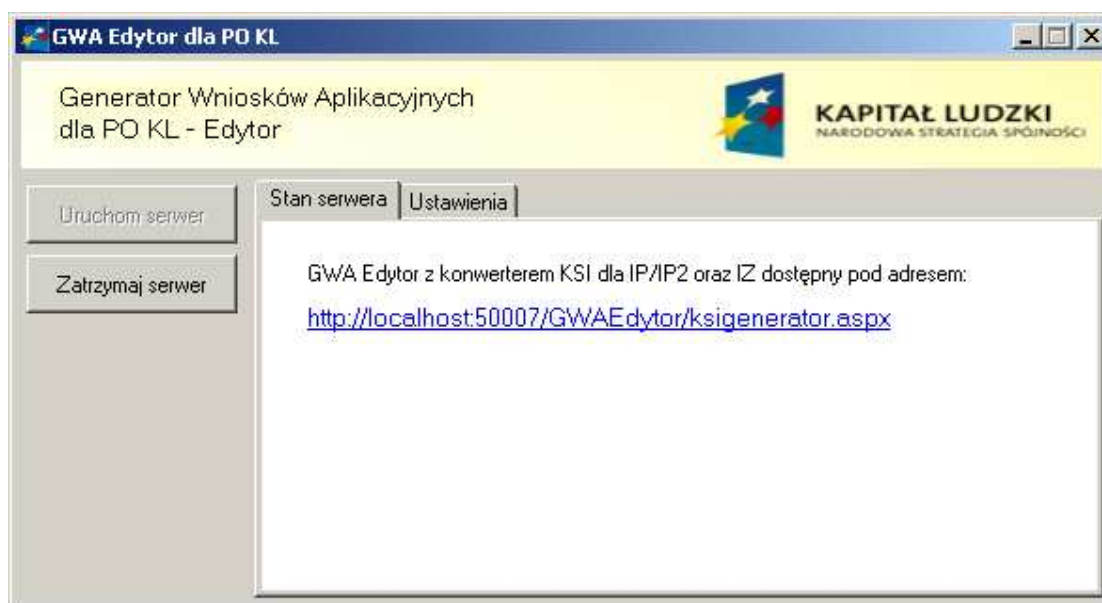 GWA Edytor dla PO KL
Generator Wniosków Aplikacyjnych
dla PO KL - Edytor
KAPITAŁ LUDZKI
NARODOWA STRATEGIA SPÓJNOŚCI
Uruchom serwer
Zatrzymaj serwer
Stan serwera
Ustawienia
GWA Edytor z konwerterem KSI dla IP/IP2 oraz IZ dostępny pod adresem:
http://localhost:50007/GWAEdytor/ksigenerator.aspx